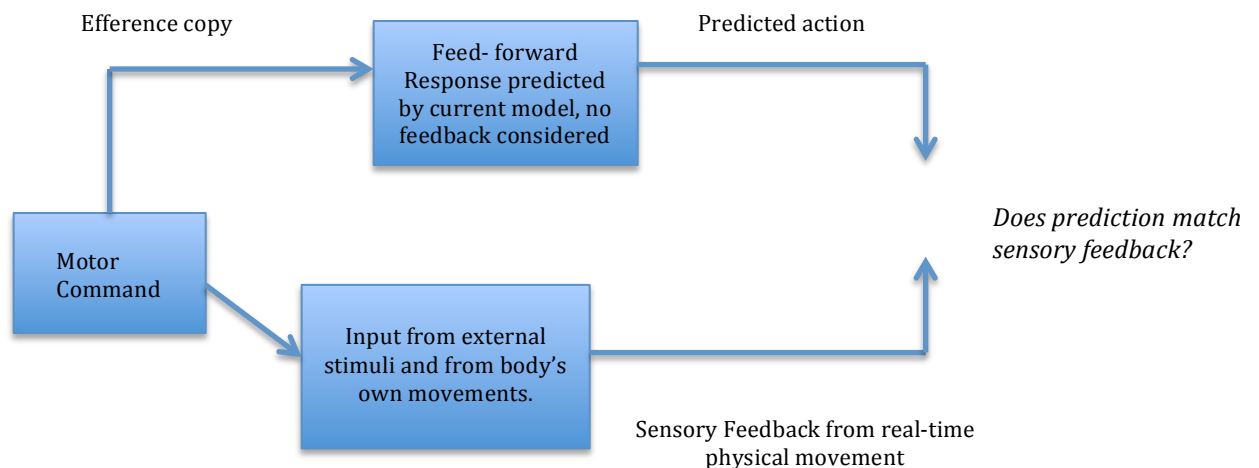 Efference copy
Predicted action
Feed- forward
Response predicted
by current model, no
feedback considered
Does prediction match
sensory feedback?
Motor
Command
Input from external
stimuli and from body’s
own movements.
Sensory Feedback from real-time
physical movement